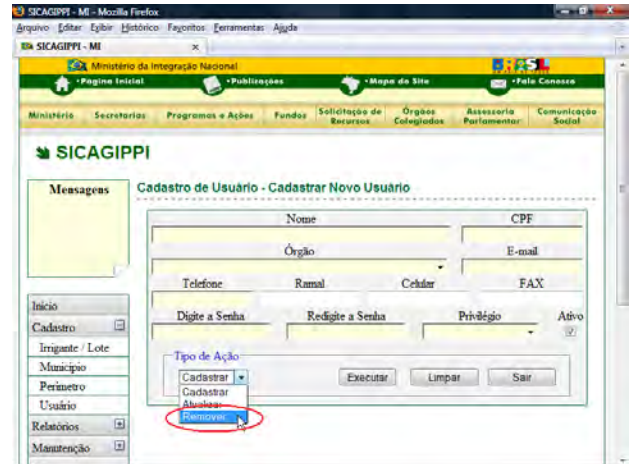 SICAGIPPI - MI - Mozilla Firefox
Arquivo Editar Exibir Histórico Favoritos Ferramentas Ajuda
SICAGIPPI - MI ×
Ministério da Integração Nacional
•Página Inicial •Publicações •Mapa do Site •Fale Conosco
Ministério Secretarias Programas e Ações Fundos Solicitação de Recursos Órgãos Colegiados Assessoria Parlamentar Comunicação Social
SICAGIPPI
Mensagens
Cadastro de Usuário - Cadastrar Novo Usuário
Nome CPF
Órgão E-mail
Telefone Ramal Celular FAX
Digite a Senha Redigite a Senha Privilégio Ativo
Início
Cadastro
Irrigante / Lote
Município
Perímetro
Usuário
Relatórios
Manutenção
Tipo de Ação
Cadastrar Executar Limpar Sair
Cadastrar
Atualizar
Remover